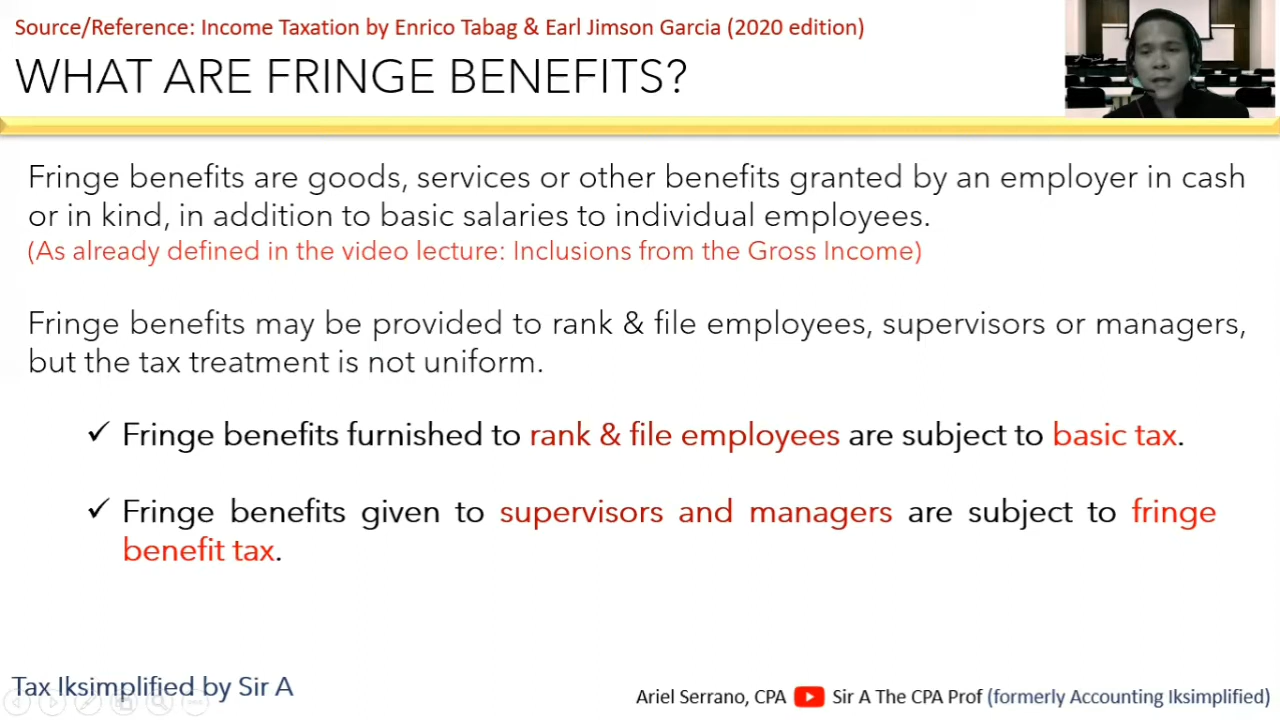 Source/Reference: Income Taxation by Enrico Tabag & Earl Jimson Garcia (2020 edition)
WHAT ARE FRINGE BENEFITS?
Fringe benefits are goods, services or other benefits granted by an employer in cash
or in kind, in addition to basic salaries to individual employees.
(As already defined in the video lecture: Inclusions from the Gross Income)
Fringe benefits may be provided to rank & file employees, supervisors or managers,
but the tax treatment is not uniform.
✓ Fringe benefits furnished to rank & file employees are subject to basic tax.
✓ Fringe benefits given to supervisors and managers are subject to fringe
benefit tax.
Tax Iksimplified by Sir A
Ariel Serrano, CPA Sir A The CPA Prof (formerly Accounting Iksimplified)